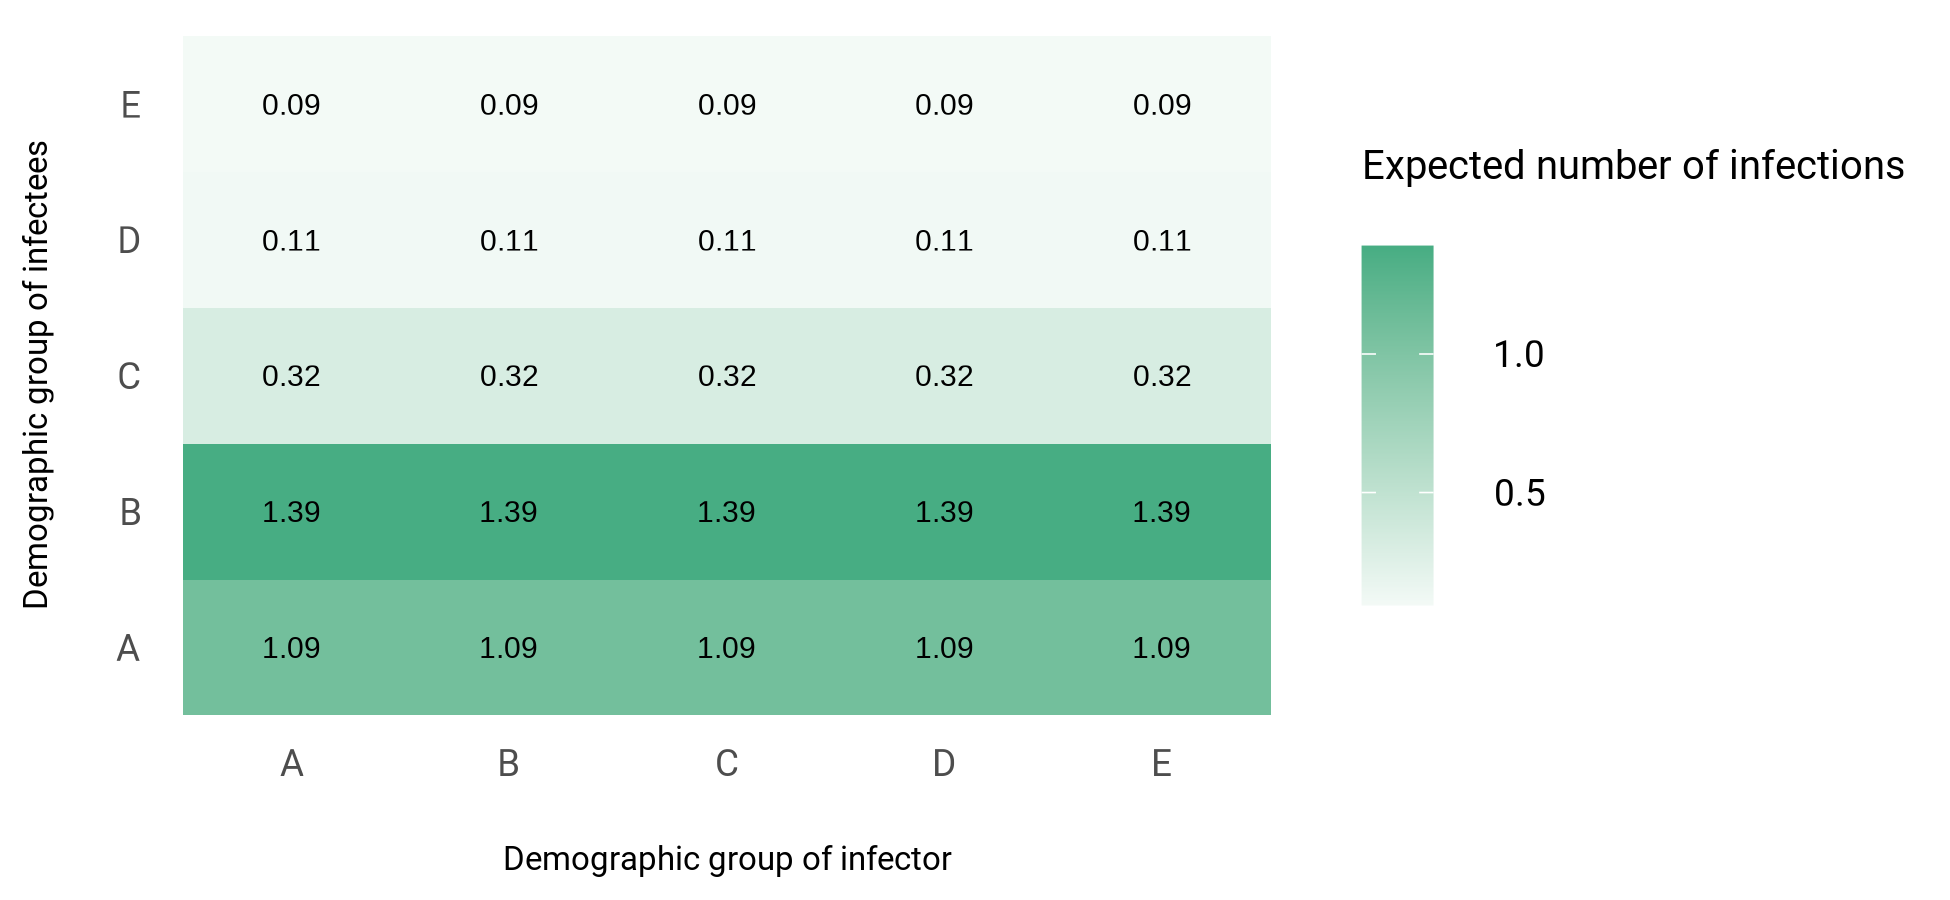 Demographic group of infectees
E 0.09 0.09 0.09 0.09 0.09
D 0.11 0.11 0.11 0.11 0.11
C 0.32 0.32 0.32 0.32 0.32
B 1.39 1.39 1.39 1.39 1.39
A 1.09 1.09 1.09 1.09 1.09
A B C D E
Demographic group of infector
Expected number of infections
1.0
0.5